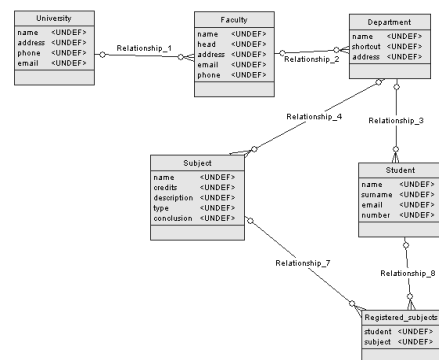 University
name <UNDEF>
address <UNDEF>
phone <UNDEF>
email <UNDEF>
Relationship_1
Faculty
name <UNDEF>
head <UNDEF>
address <UNDEF>
email <UNDEF>
phone <UNDEF>
Relationship_2
Department
name <UNDEF>
shortout <UNDEF>
address <UNDEF>
Relationship_4
Relationship_3
Subject
name <UNDEF>
credits <UNDEF>
description <UNDEF>
type <UNDEF>
conclusion <UNDEF>
Student
name <UNDEF>
surname <UNDEF>
email <UNDEF>
number <UNDEF>
Relationship_7
Relationship_8
Registered_subjects
student <UNDEF>
subject <UNDEF>